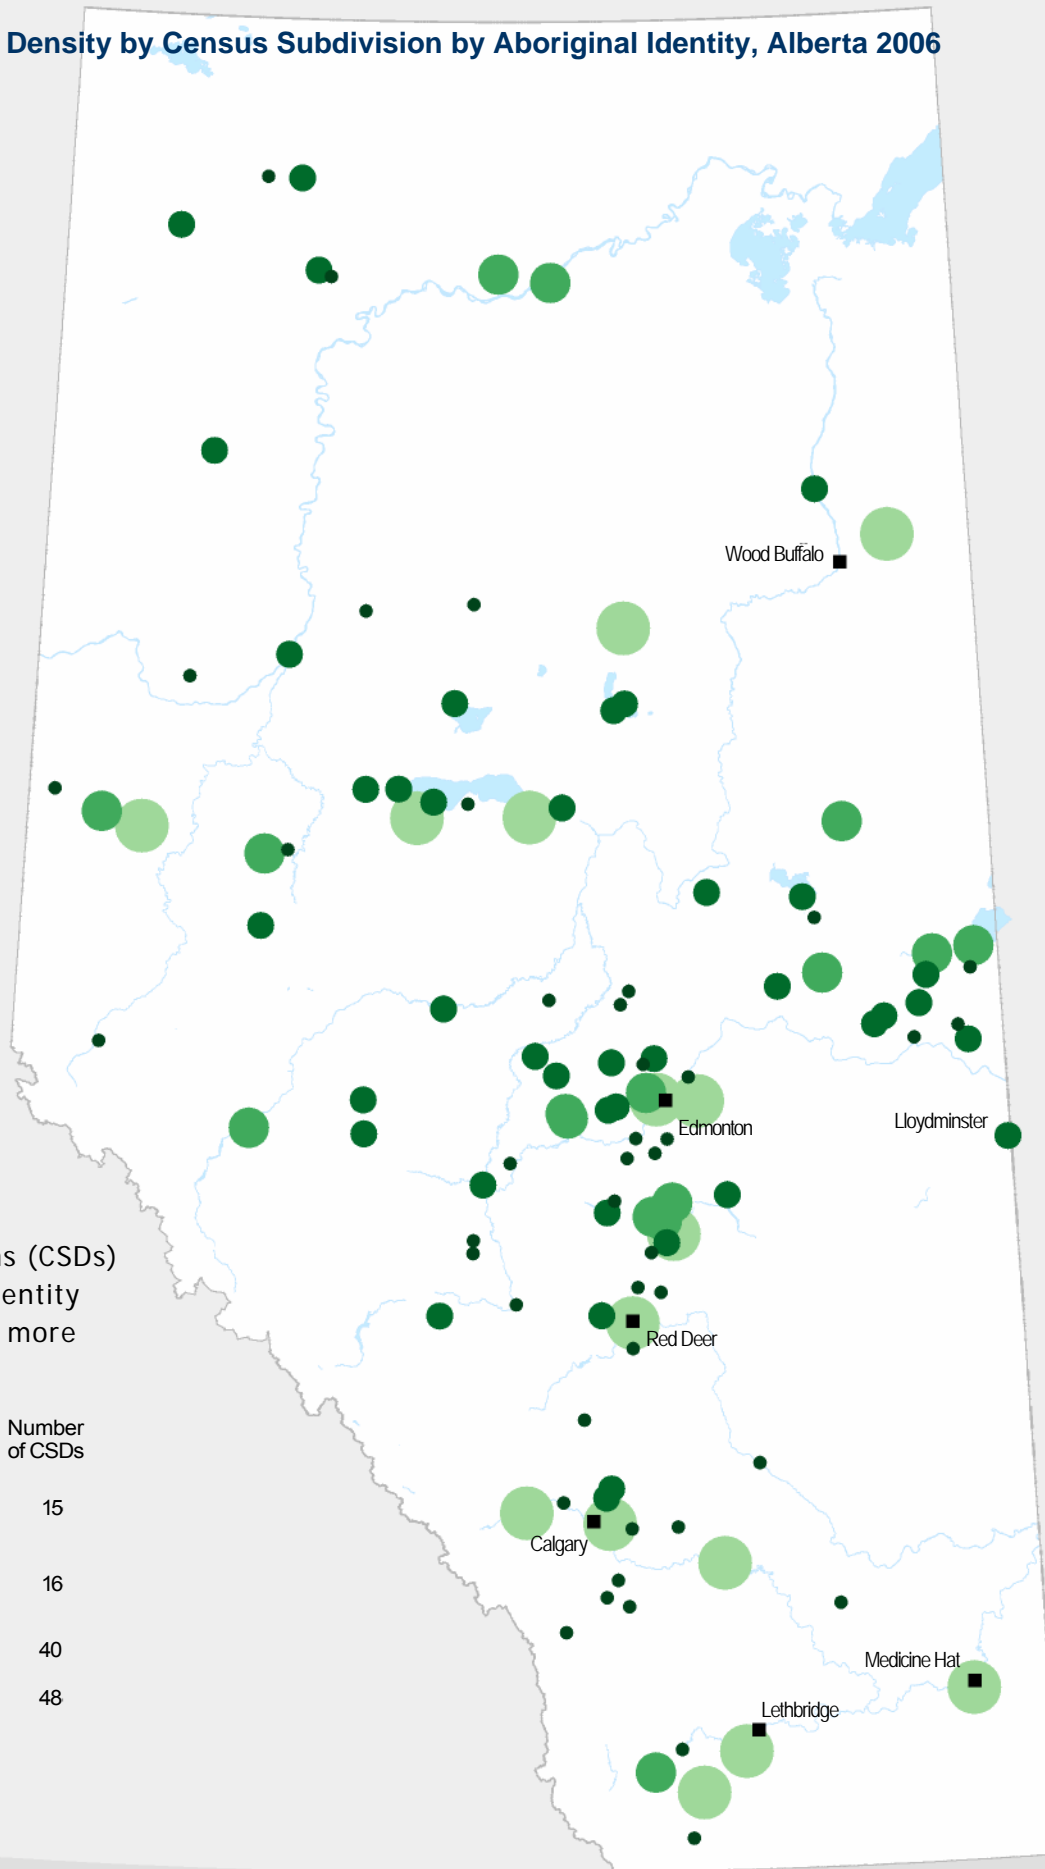 Density by Census Subdivision by Aboriginal Identity, Alberta 2006
Wood Buffalo
Edmonton
Lloydminster
(CSDs)
more
Red Deer
Number
of CSDs
15
Calgary
16
40
Medicine Hat
48
Lethbridge